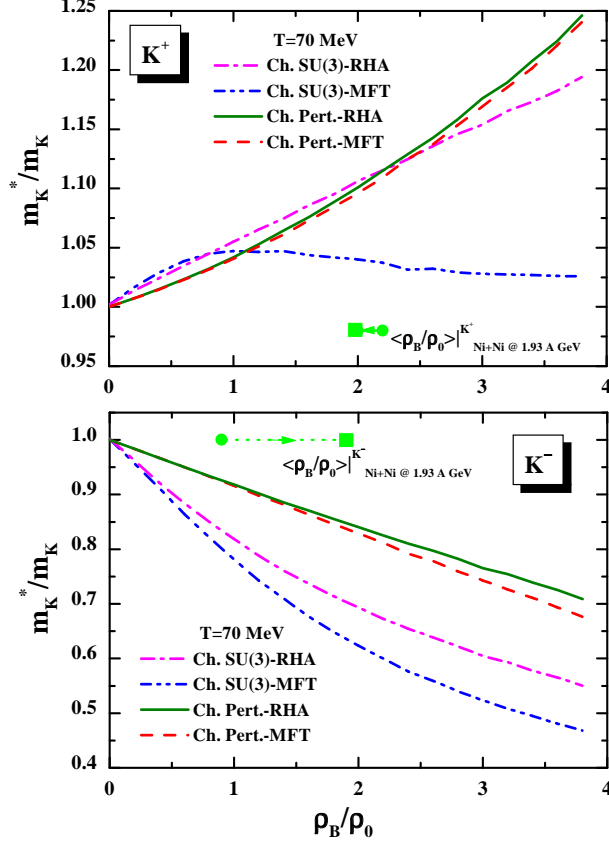 1.25
K+
T=70 MeV
Ch. SU(3)-RHA
Ch. SU(3)-MFT
Ch. Pert.-RHA
Ch. Pert.-MFT
1.20
1.15
1.10
1.05
1.00
0.95
mK*/mK
<ρB/ρ0>|K+ Ni+Ni @ 1.93 A GeV
0 1 2 3 4
1.0
0.9
0.8
0.7
0.6
0.5
0.4
mK*/mK
<ρB/ρ0>|K− Ni+Ni @ 1.93 A GeV
K−
T=70 MeV
Ch. SU(3)-RHA
Ch. SU(3)-MFT
Ch. Pert.-RHA
Ch. Pert.-MFT
0 1 2 3 4
ρB/ρ0